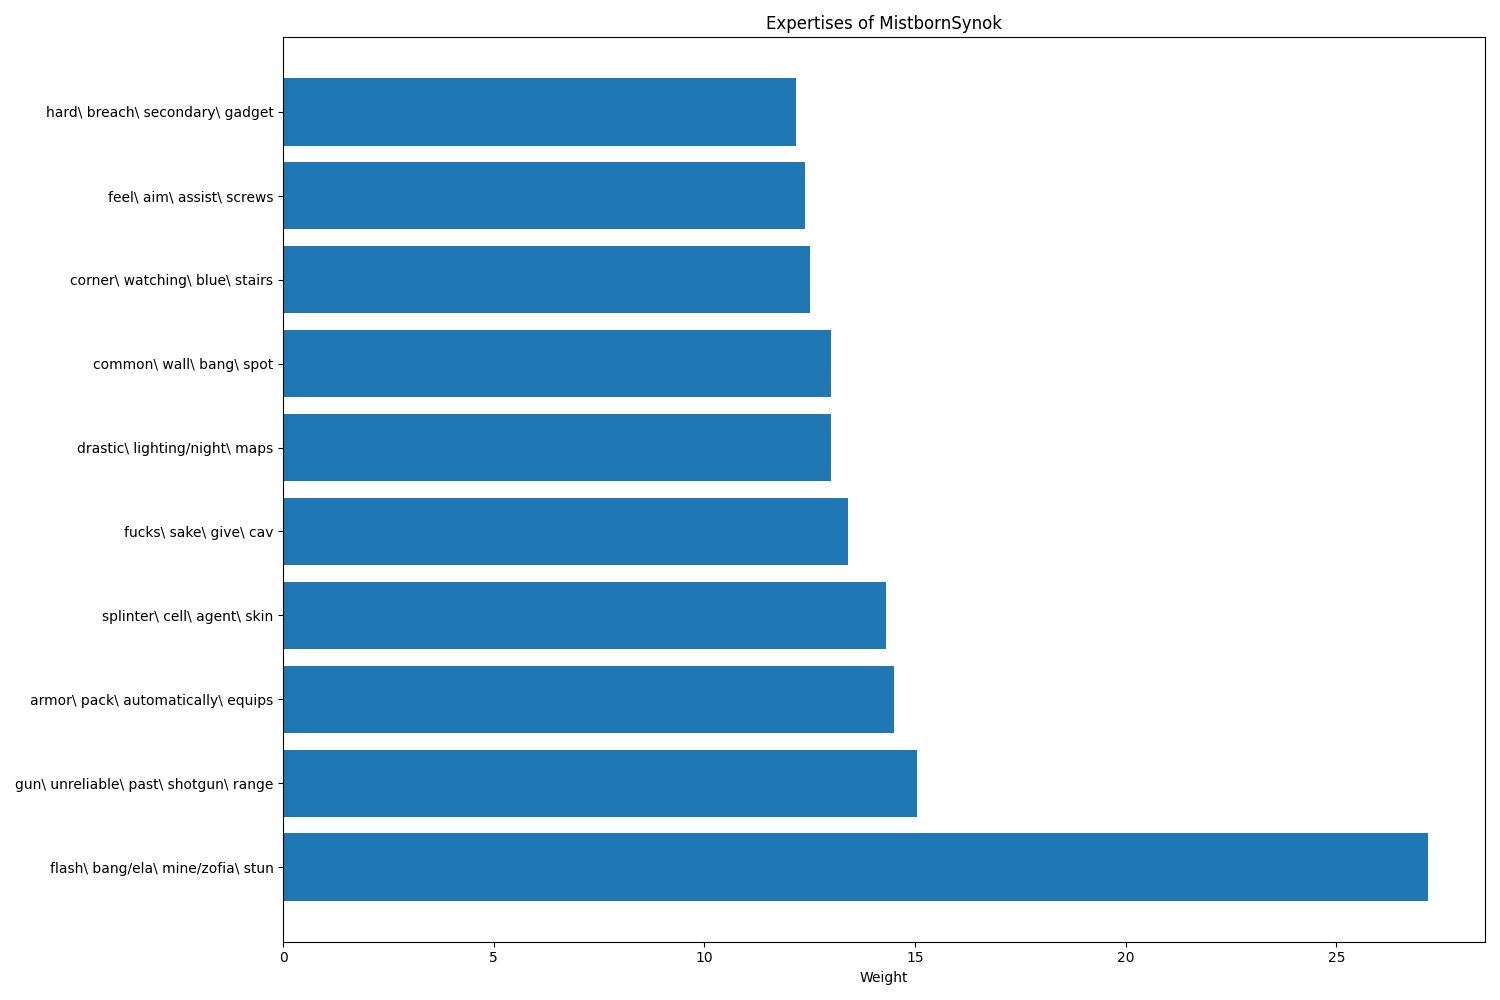 Expertises of MistbornSynok
hard\ breach\ secondary\ gadget
feel\ aim\ assist\ screws
corner\ watching\ blue\ stairs
common\ wall\ bang\ spot
drastic\ lighting/night\ maps
fucks\ sake\ give\ cav
splinter\ cell\ agent\ skin
armor\ pack\ automatically\ equips
gun\ unreliable\ past\ shotgun\ range
flash\ bang/ela\ mine/zofia\ stun
0 5 10 15 20 25
Weight